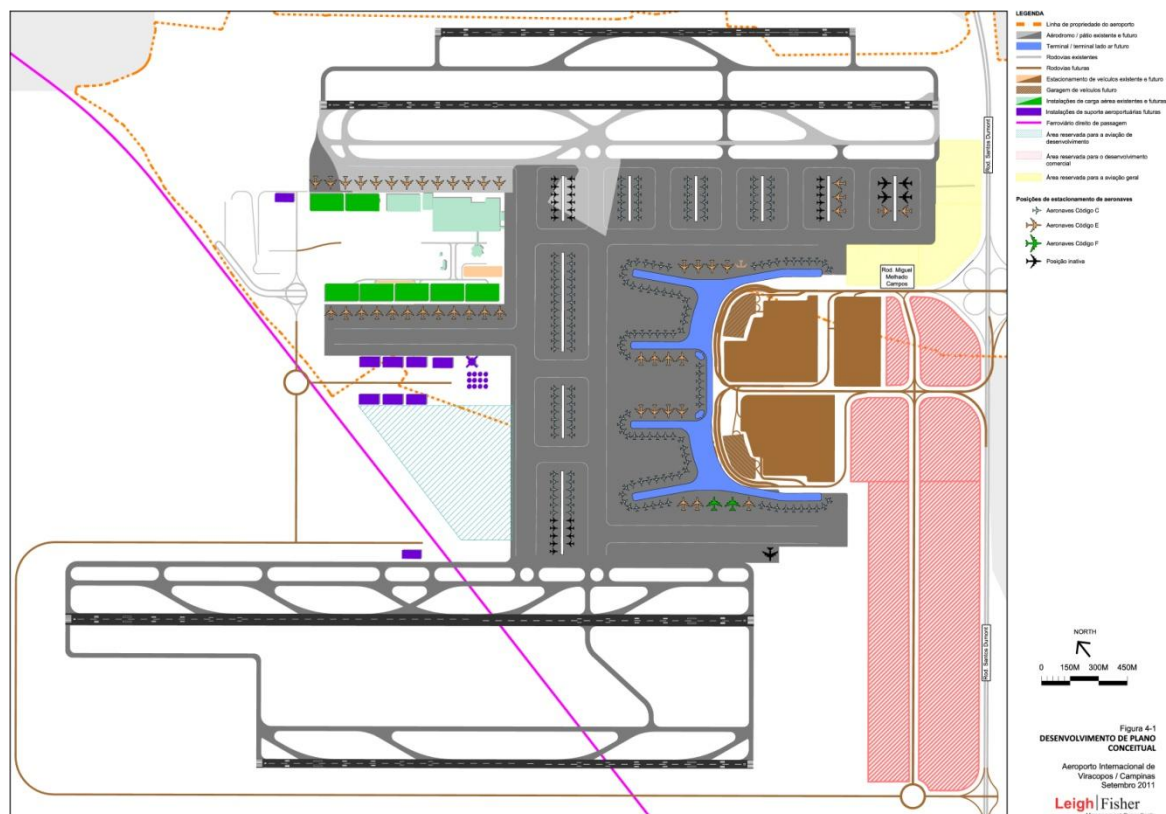 LEGENDA
Linha de propriedade do aeroporto
Aérodromo / pátio existente e futuro
Terminal / terminal lado ar futuro
Rodovias existentes
Rodovias futuras
Estacionamento de veículos existente e futuro
Garagem de veículos futuro
Instalações de carga aérea existentes e futuras
Instalações de suporte aeroportuárias futuras
Ferroviário direito de passagem
Área reservada para a aviação de
desenvolvimento
Área reservada para o desenvolvimento
comercial
Área reservada para a aviação geral
Posições de estacionamento de aeronaves
Aeronaves Código C
Aeronaves Código E
Aeronaves Código F
Posição inativa
Rod. Santos Dumont
Rod. Miguel
Melhado
Campos
Rod. Santos Dumont
NORTH
0 150M 300M 450M
Figura 4-1
DESENVOLVIMENTO DE PLANO
CONCEITUAL
Aeroporto Internacional de
Viracopos / Campinas
Setembro 2011
Leigh|Fisher